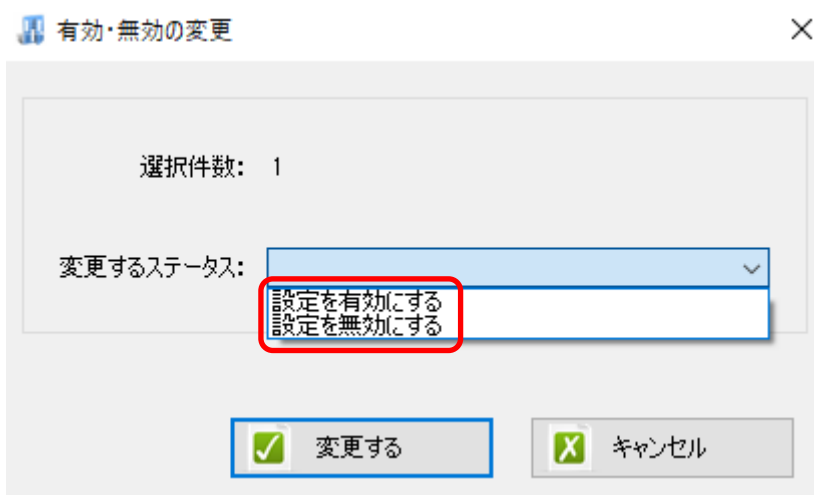 有効・無効の変更
選択件数: 1
変更するステータス:
設定を有効にする
設定を無効にする
変更する
キャンセル